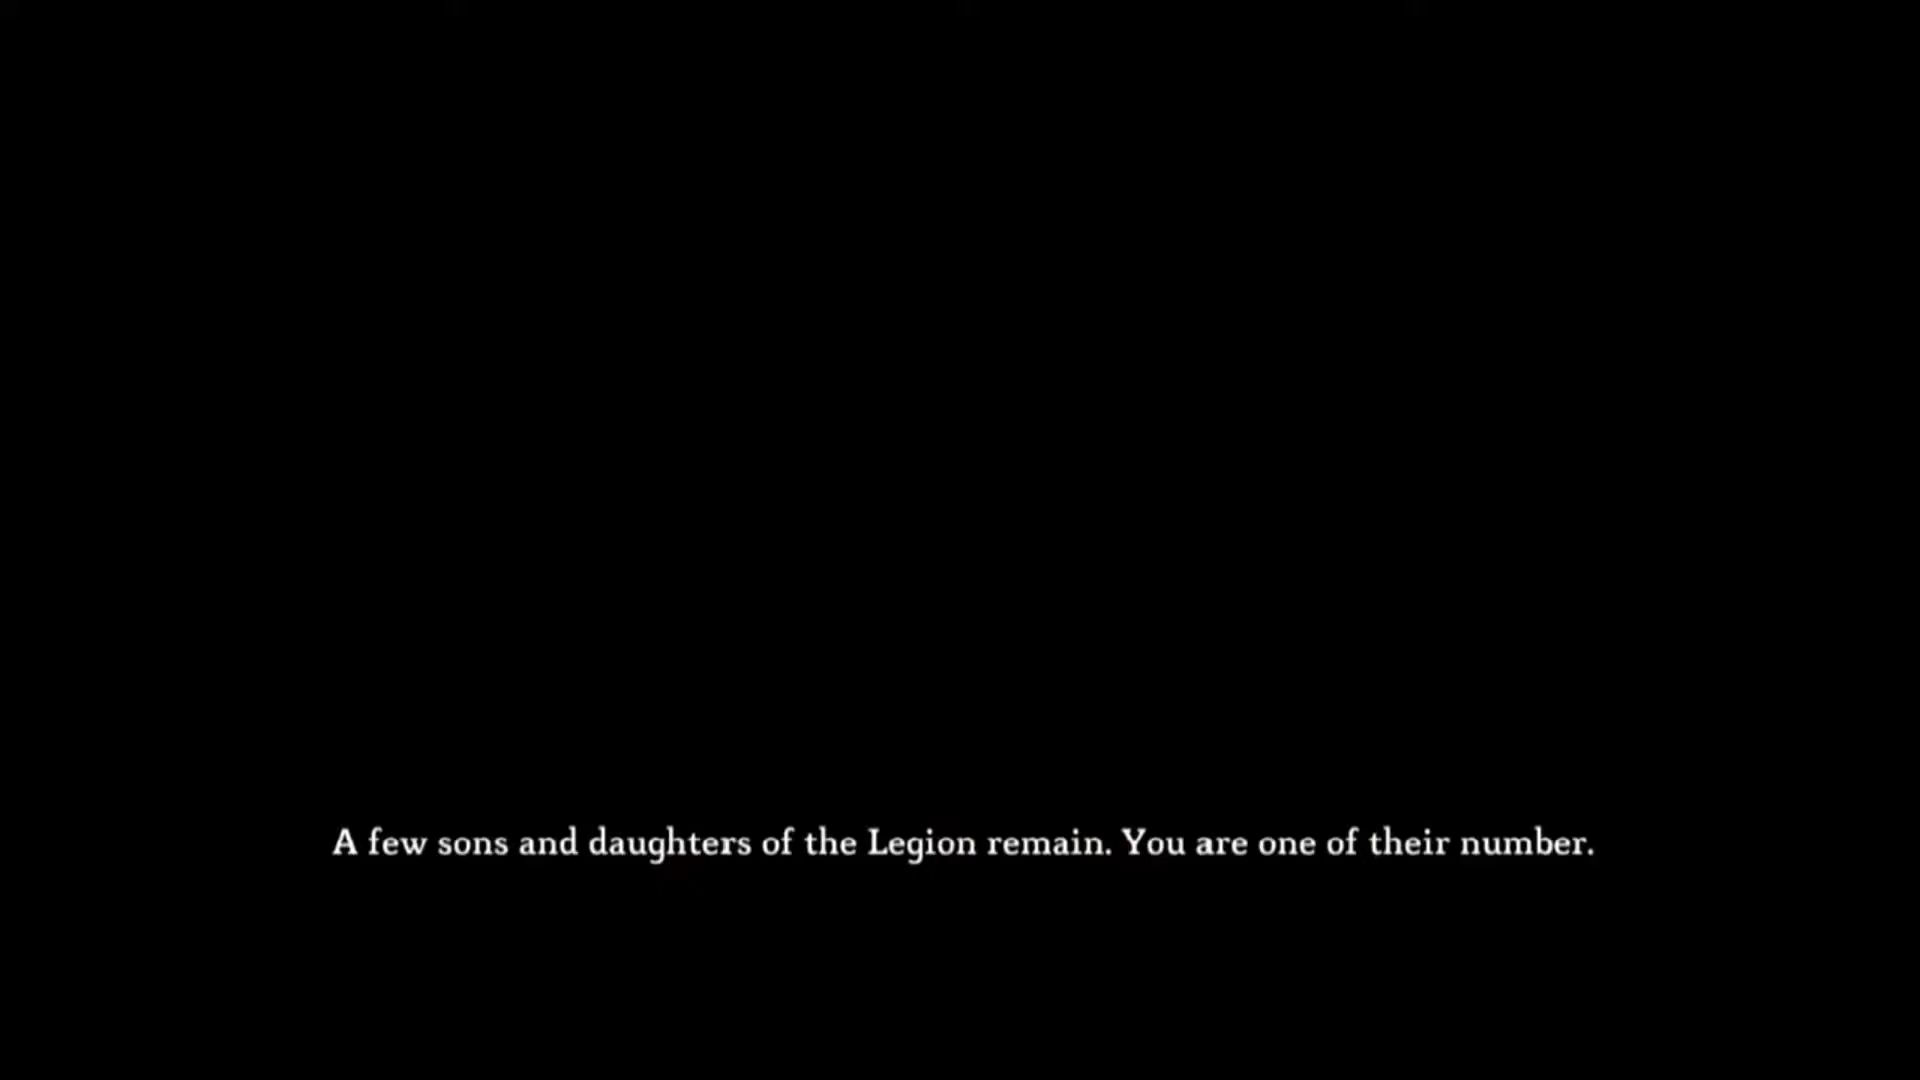 A few sons and daughters of the Legion remain. You are one of their number.